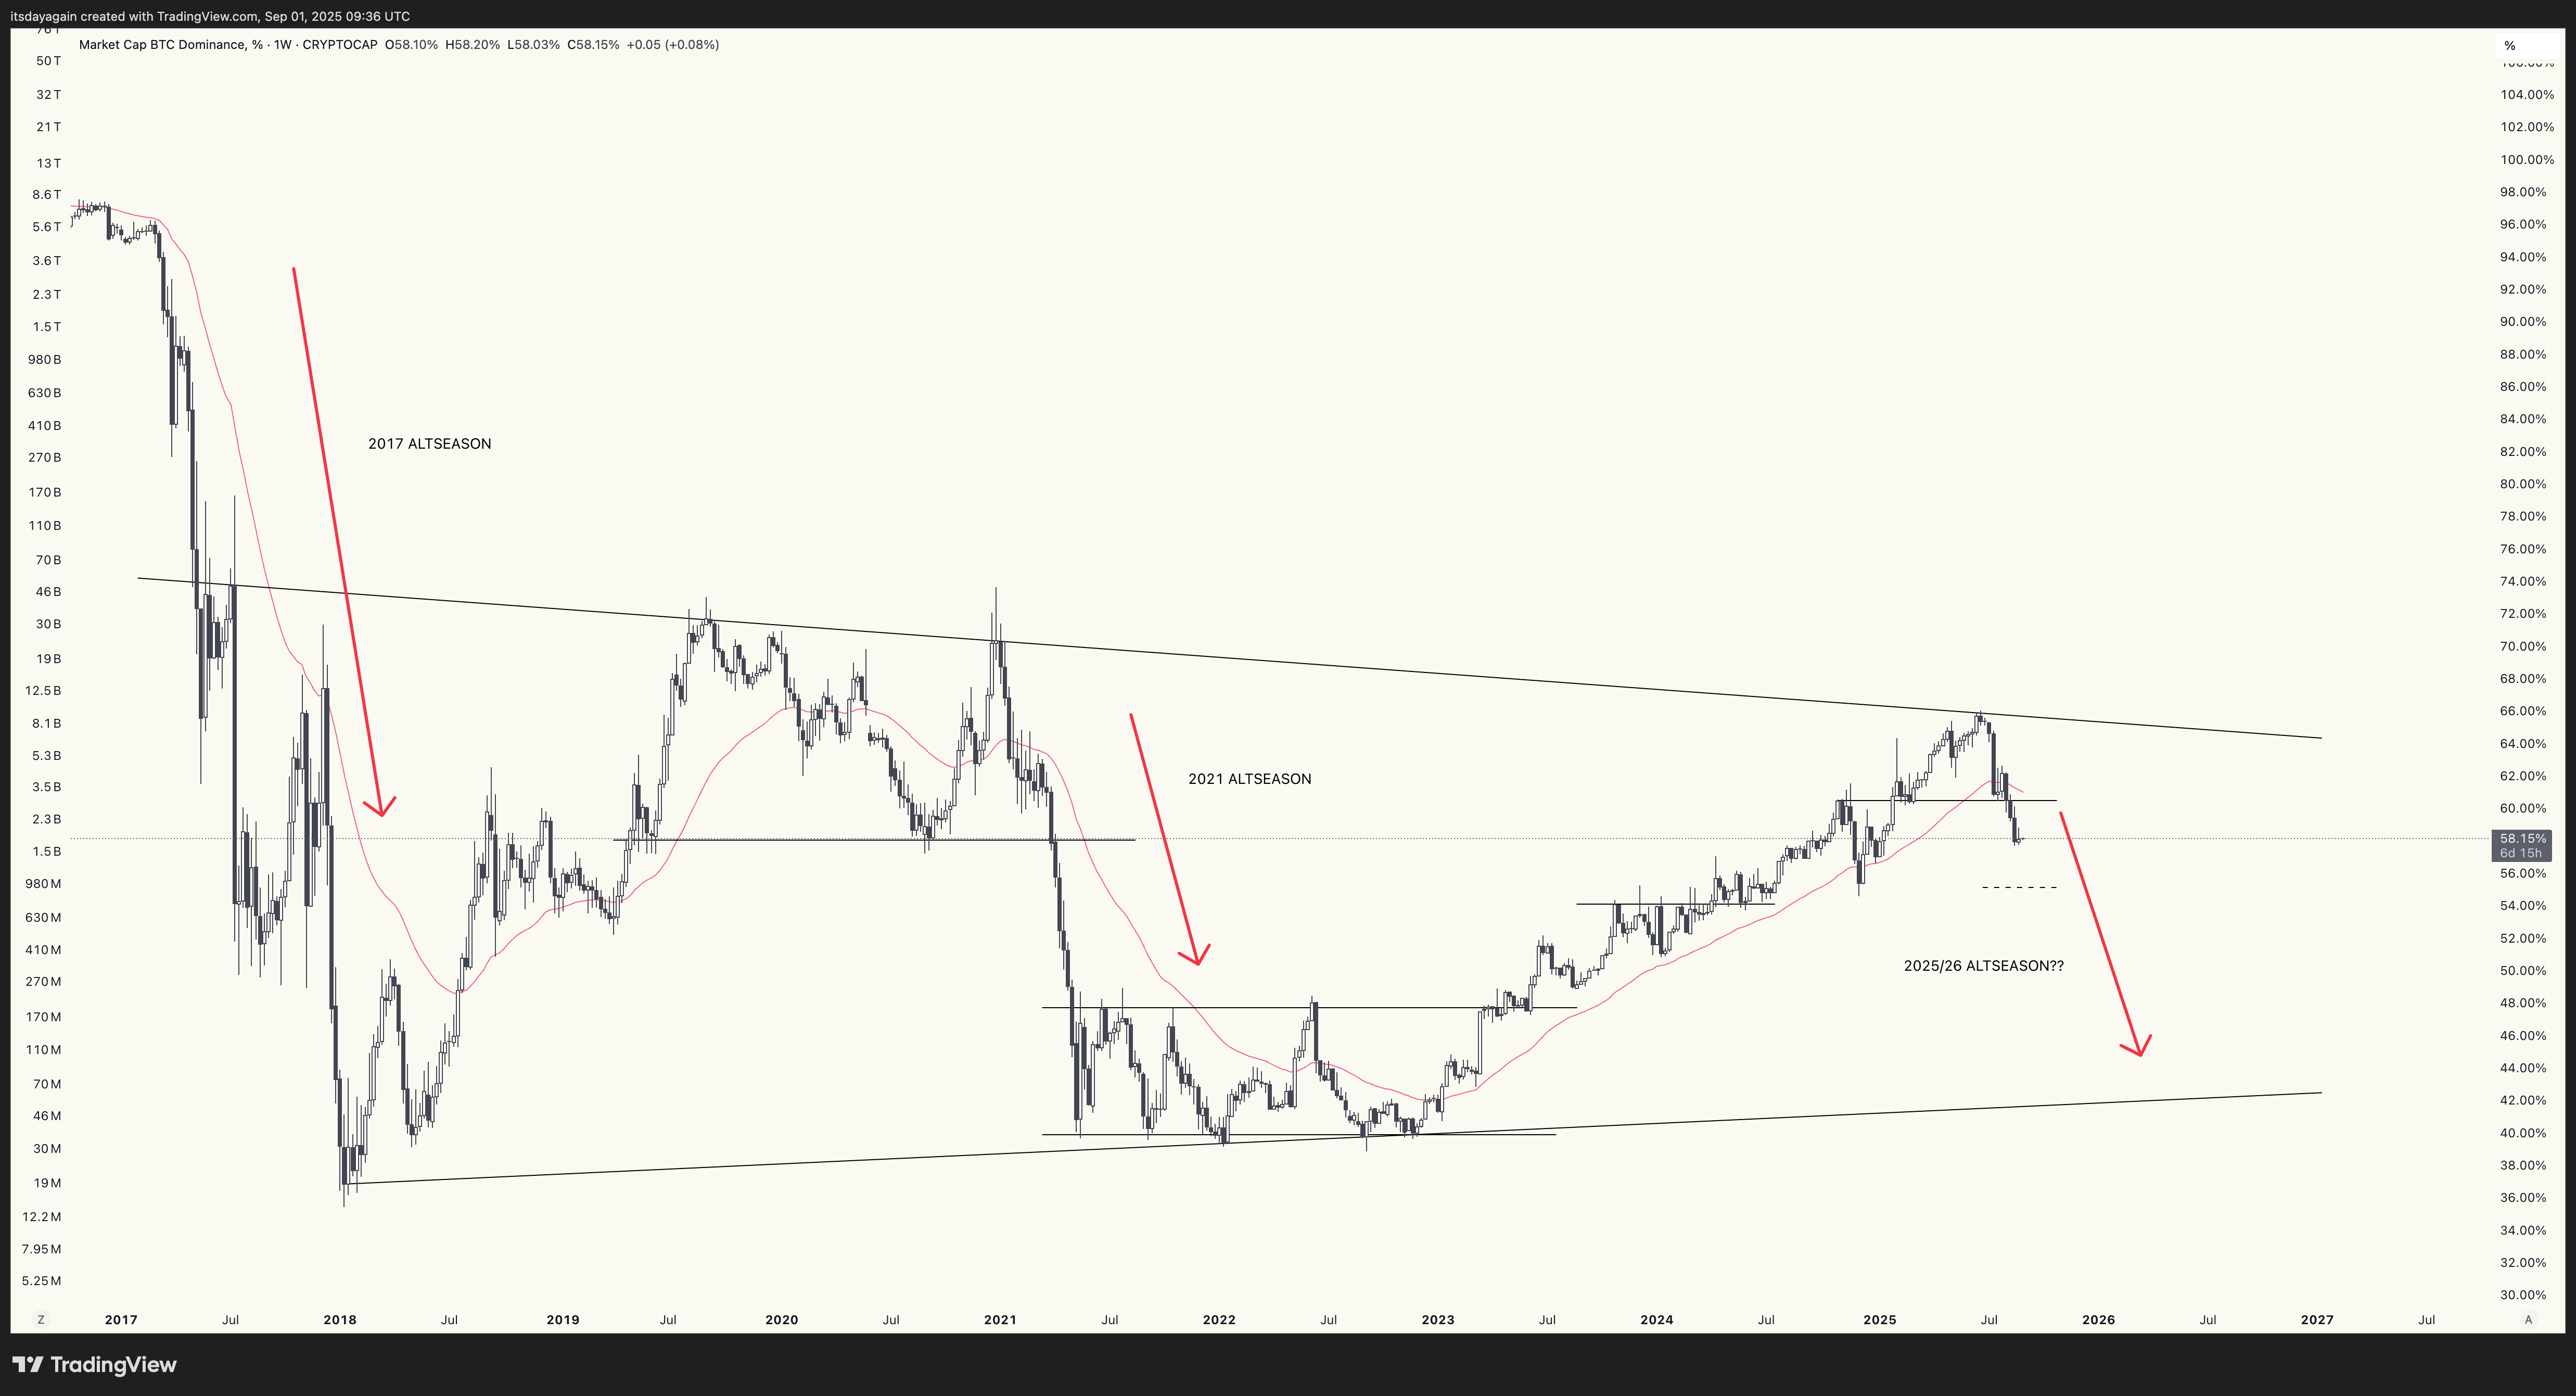 itsdayagain created with TradingView.com, Sep 01, 2025 09:36 UTC
Market Cap BTC Dominance, % · 1W · CRYPTOCAP O58.10% H58.20% L58.03% C58.15% +0.05 (+0.08%)
%
50 T
32 T
21 T
13 T
8.6 T
5.6 T
3.6 T
2.3 T
1.5 T
980 B
630 B
410 B
270 B
170 B
110 B
70 B
46 B
30 B
19 B
12.5 B
8.1 B
5.3 B
3.5 B
2.3 B
1.5 B
980 M
630 M
410 M
270 M
170 M
110 M
70 M
46 M
30 M
19 M
12.2 M
7.95 M
5.25 M
2017 ALTSEASON
2021 ALTSEASON
2025/26 ALTSEASON??
104.00%
102.00%
100.00%
98.00%
96.00%
94.00%
92.00%
90.00%
88.00%
86.00%
84.00%
82.00%
80.00%
78.00%
76.00%
74.00%
72.00%
70.00%
68.00%
66.00%
64.00%
62.00%
60.00%
58.15%
6d 15h
56.00%
54.00%
52.00%
50.00%
48.00%
46.00%
44.00%
42.00%
40.00%
38.00%
36.00%
34.00%
32.00%
30.00%
Z 2017 Jul 2018 Jul 2019 Jul 2020 Jul 2021 Jul 2022 Jul 2023 Jul 2024 Jul 2025 Jul 2026 Jul 2027 Jul A
TradingView